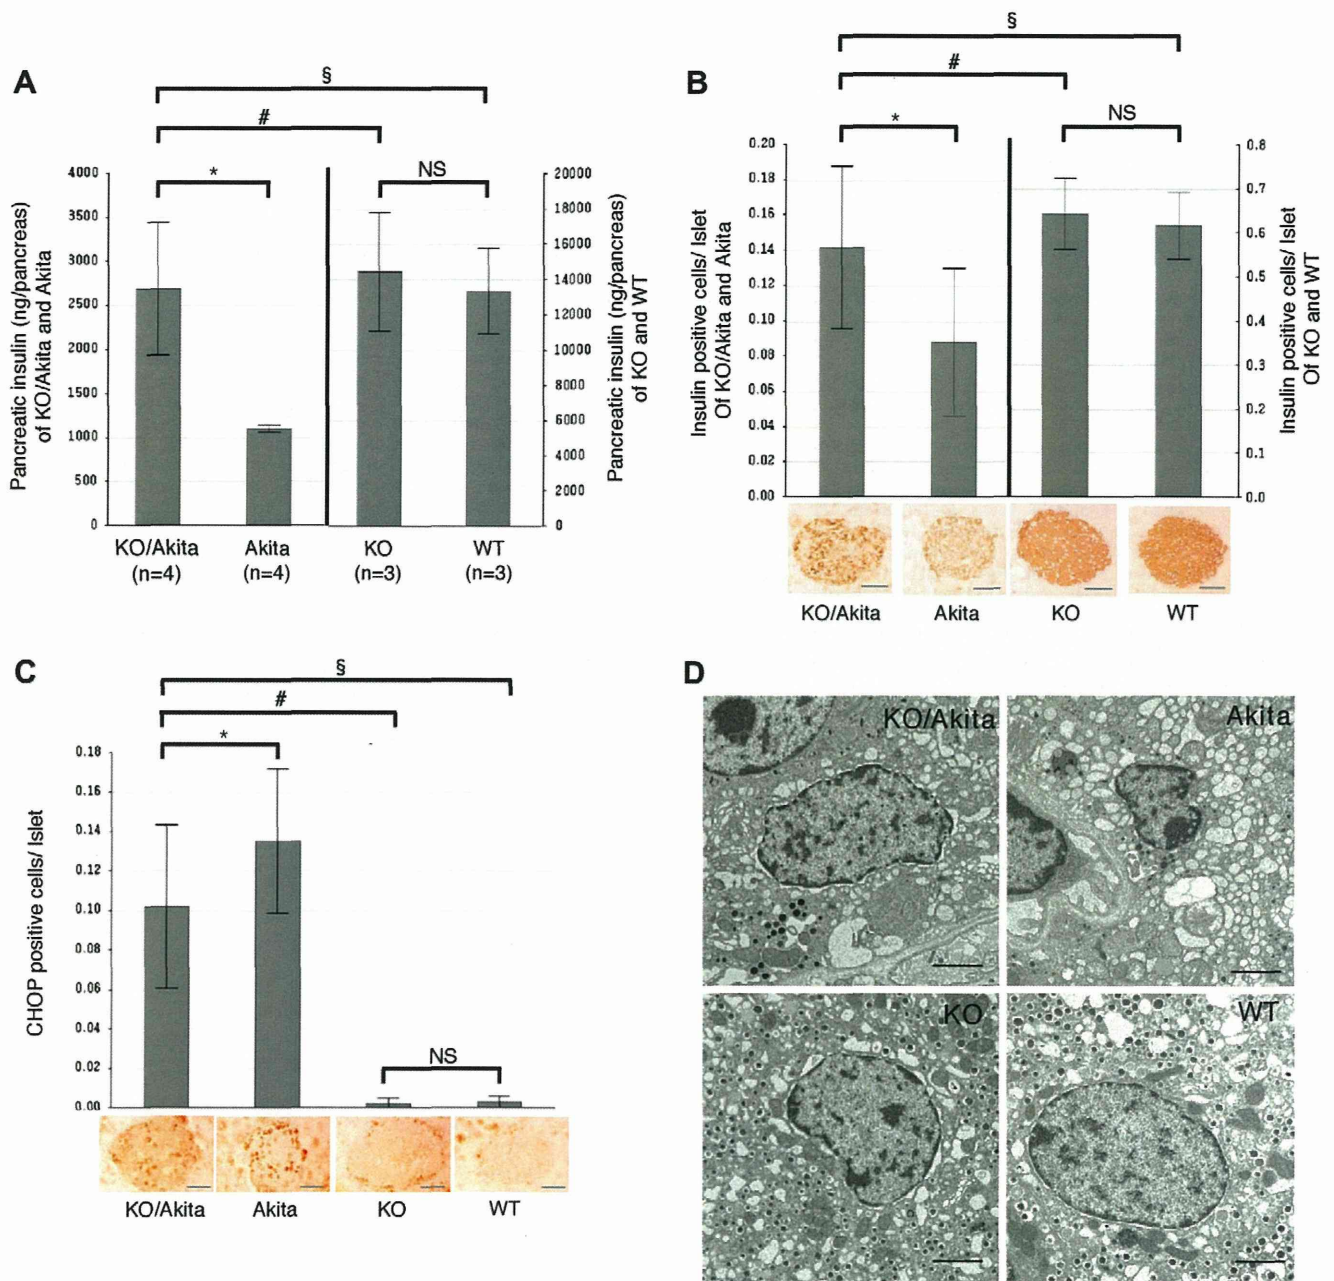 A
§
#
*
NS
Pancreatic insulin (ng/pancreas)
of KO/Akita and Akita
4000
3500
3000
2500
2000
1500
1000
500
0
20000
18000
16000
14000
12000
10000
8000
6000
4000
2000
0
Pancreatic insulin (ng/pancreas)
of KO and WT
KO/Akita Akita KO WT
(n=4) (n=4) (n=3) (n=3)
B
§
#
*
NS
Insulin positive cells/ Islet
Of KO/Akita and Akita
0.20
0.18
0.16
0.14
0.12
0.10
0.08
0.06
0.04
0.02
0.00
0.8
0.7
0.6
0.5
0.4
0.3
0.2
0.1
0.0
Insulin positive cells/ Islet
Of KO and WT
KO/Akita Akita KO WT
C
§
#
*
NS
CHOP positive cells/ Islet
0.18
0.16
0.14
0.12
0.10
0.08
0.06
0.04
0.02
0.00
KO/Akita Akita KO WT
D
KO/Akita
Akita
KO
WT